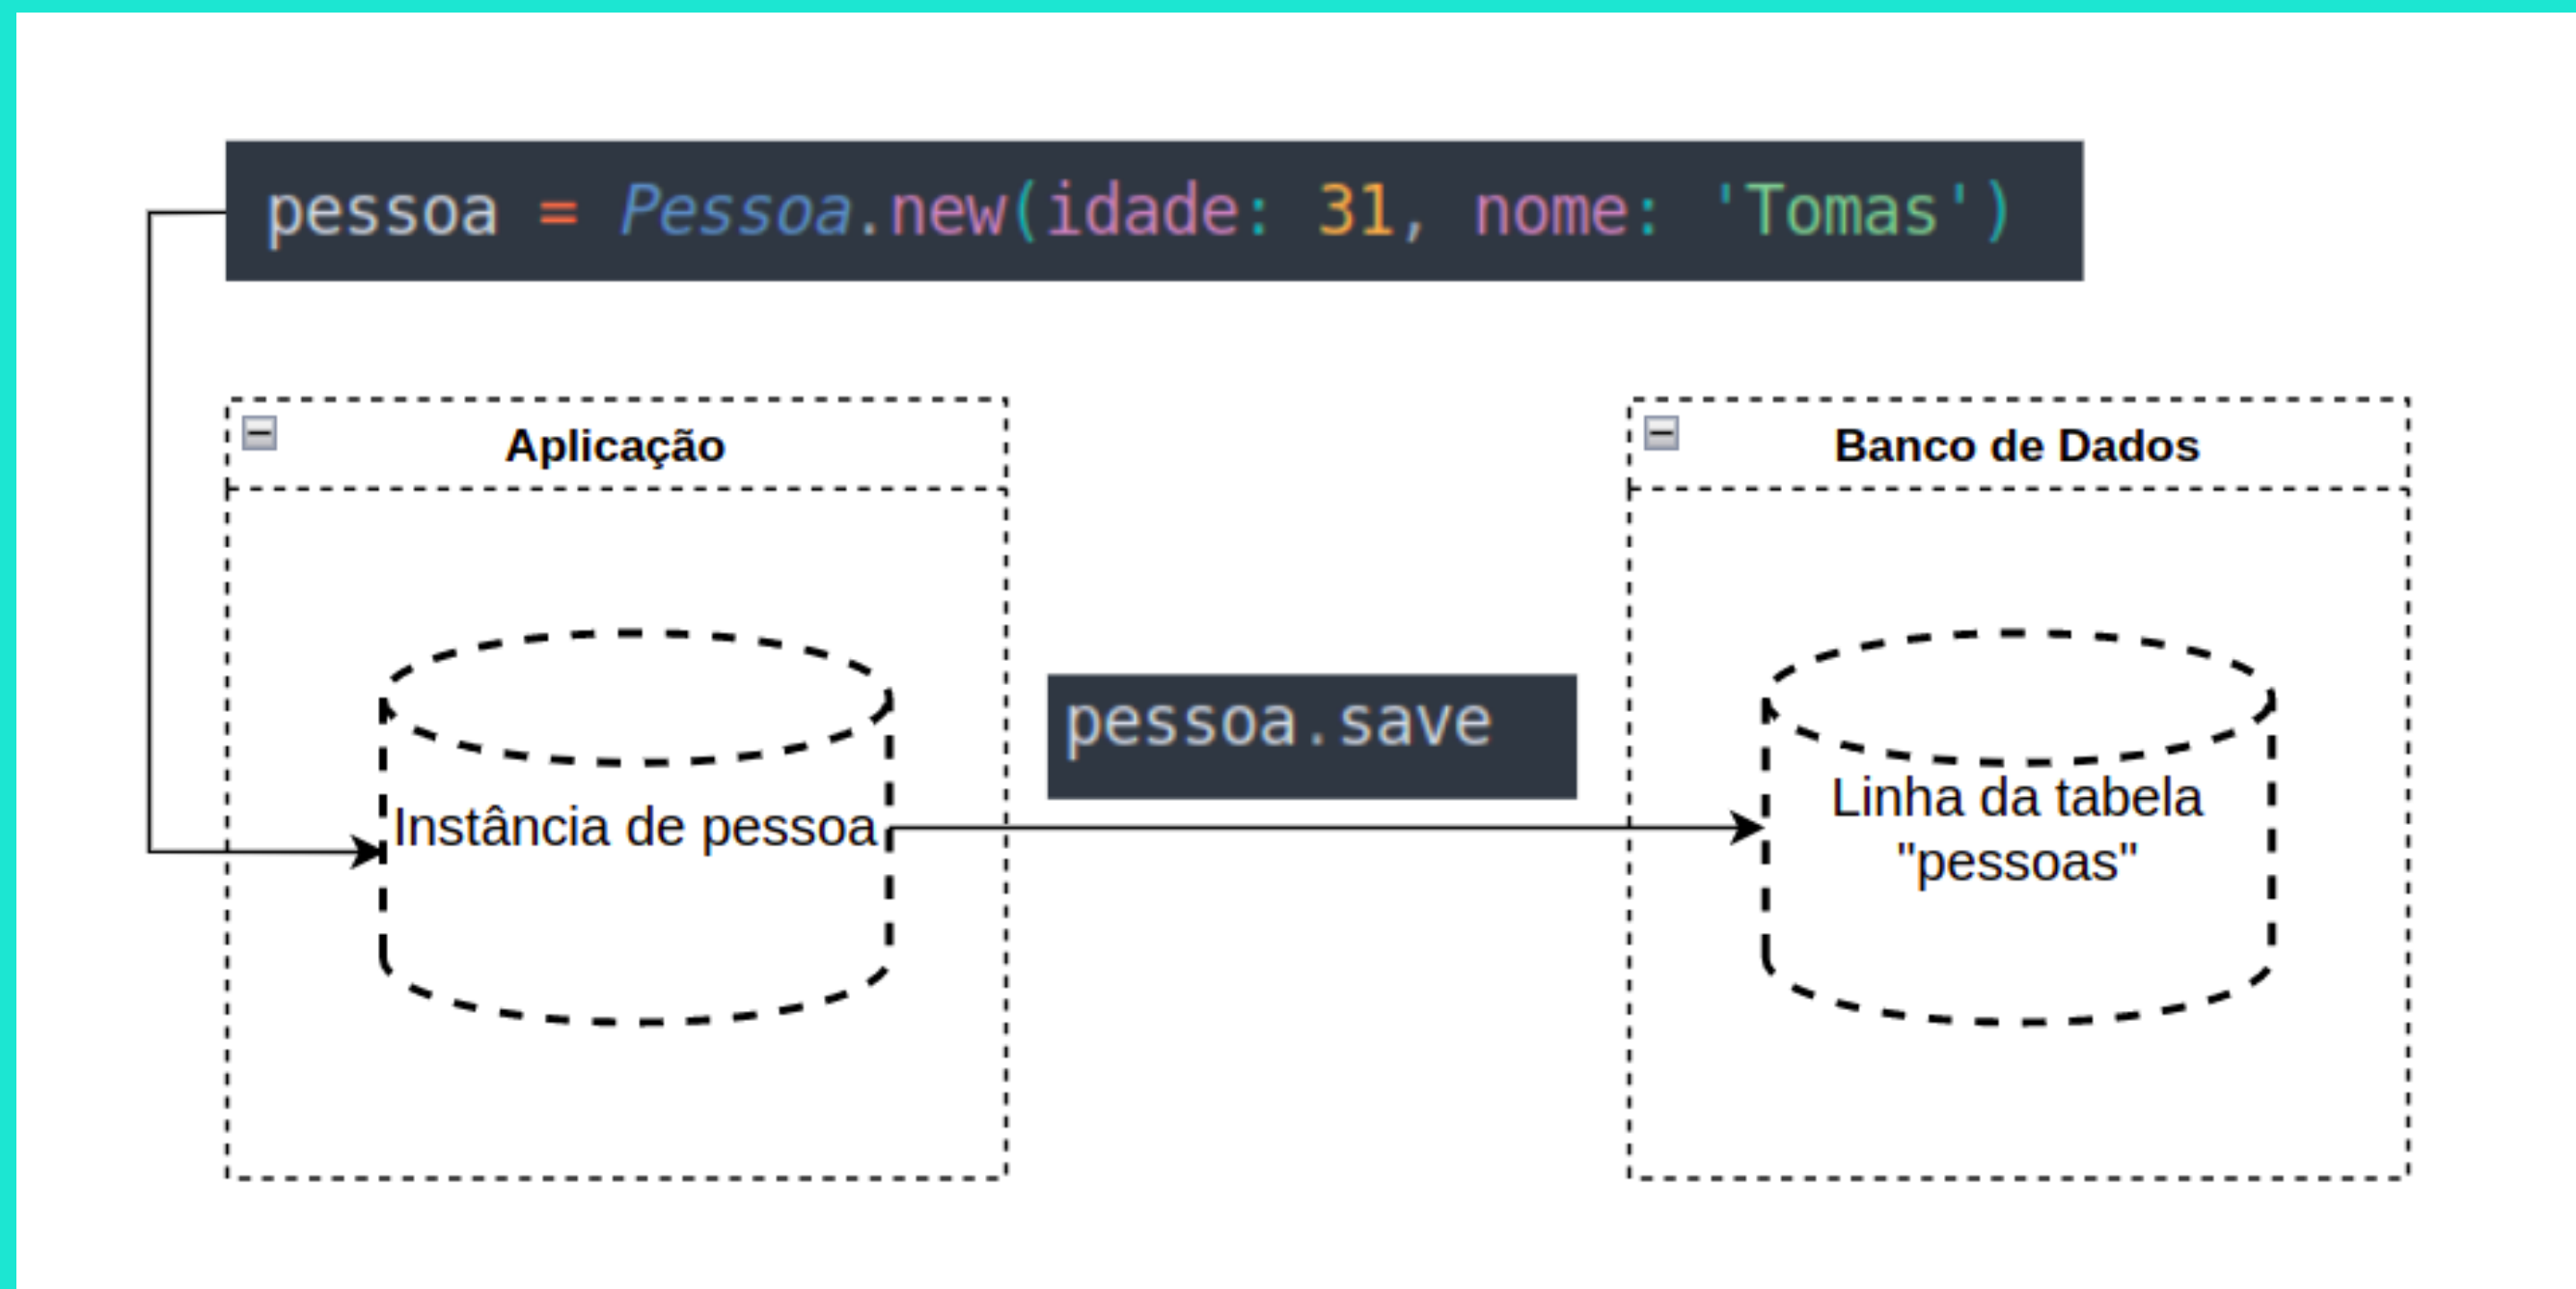 pessoa = Pessoa.new(idade: 31, nome: 'Tomas')
Aplicação
Banco de Dados
pessoa.save
Instância de pessoa
Linha da tabela
"pessoas"